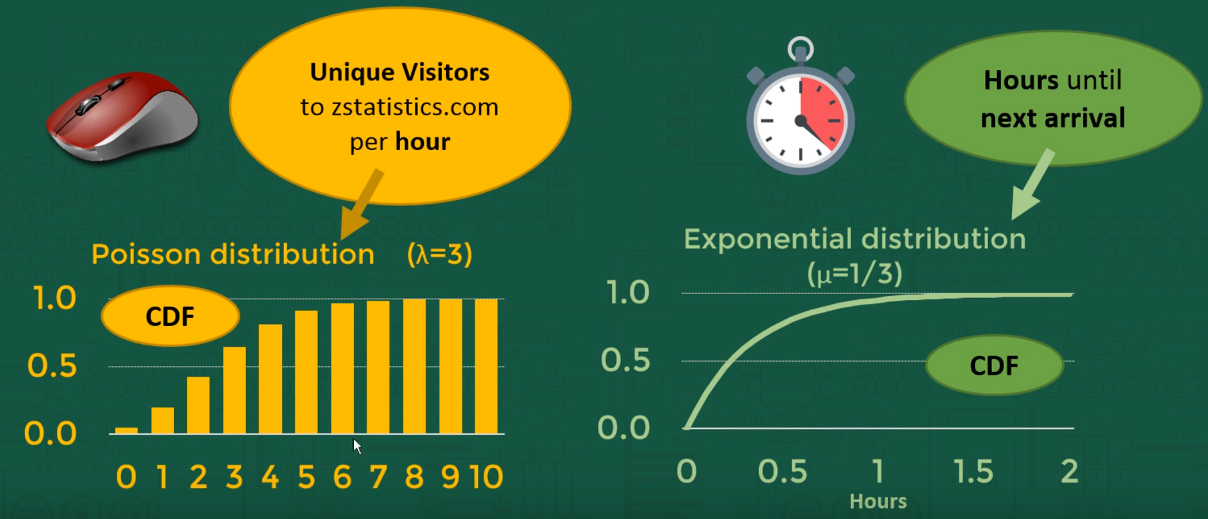 Unique Visitors
to zstatistics.com
per hour
Poisson distribution (λ=3)
CDF
1.0
0.5
0.0
0 1 2 3 4 5 6 7 8 9 10
Hours until
next arrival
Exponential distribution
(μ=1/3)
1.0
0.5
CDF
0.0
0 0.5 1 1.5 2
Hours